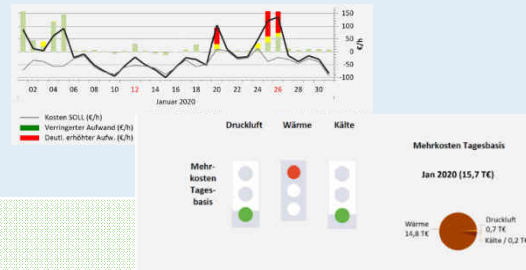 150
100
50
0
-50
-100
€/h
02 04 06 08 10 12 14 16 18 20 22 24 26 28 30
Januar 2020
Kosten SOLL (€/h)
Verringerter Aufwand (€/h)
Deutl. erhöhter Aufw. (€/h)
Druckluft Wärme Kälte
Mehr-
kosten
Tages-
basis
Mehrkosten Tagesbasis
Jan 2020 (15,7 T€)
Wärme
14,8 T€
Druckluft
0,7 T€
Kälte / 0,2 T€